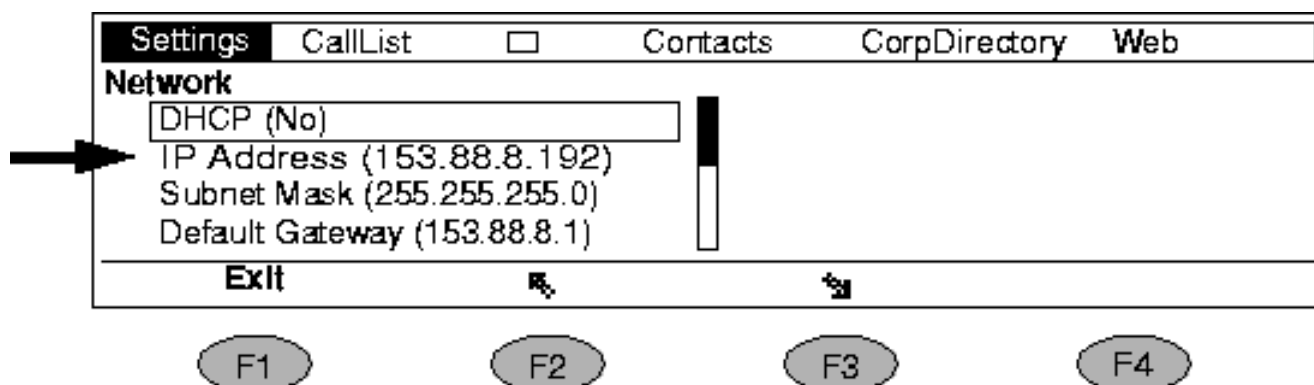 Settings CallList Contacts CorpDirectory Web
Network
DHCP (No)
IP Address (153.88.8.192)
Subnet Mask (255.255.255.0)
Default Gateway (153.88.8.1)
Exit
F1 F2 F3 F4